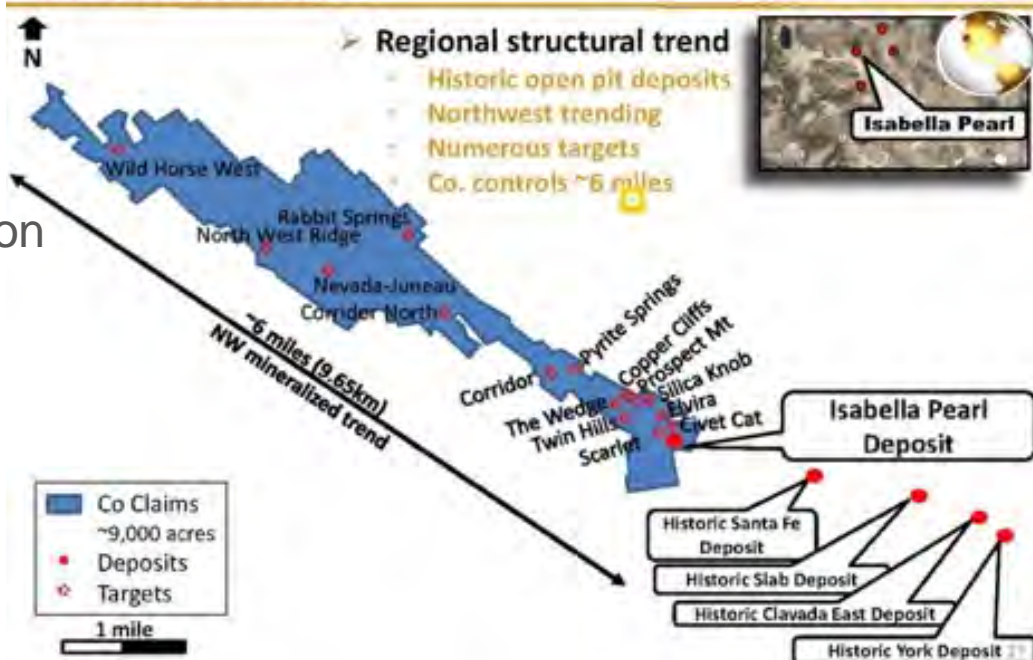 N
Regional structural trend
Historic open pit deposits
Northwest trending
Numerous targets
Co. controls ~6 miles
Isabella Pearl
on
Wild Horse West
Rabbit Springs
North West Ridge
Nevada-Juneau
Corrider North
~6 miles (9.65km)
NW mineralized trend
Pyrite Springs
Copper Cliffs
Prospect Mt
Silica Knob
Corridor
The Wedge
Elvira
Twin Hills
Civet Cat
Scarlet
Isabella Pearl
Deposit
Co Claims
~9,000 acres
Deposits
Targets
1 mile
Historic Santa Fe
Deposit
Historic Slab Deposit
Historic Clavada East Deposit
Historic York Deposit